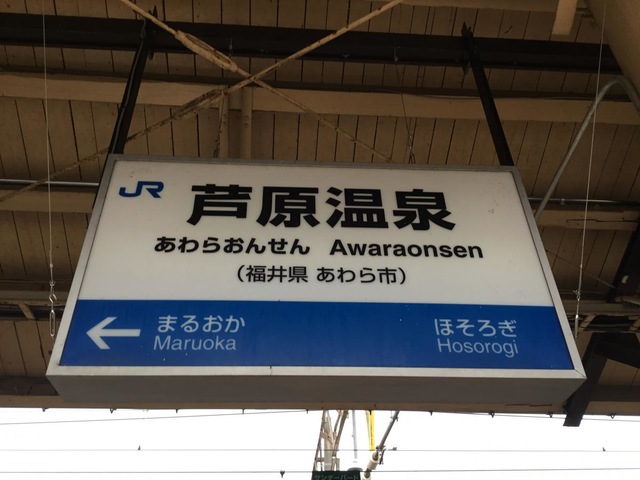 JR 芦原温泉
あわらおんせん Awaraonsen
(福井県 あわら市)
← まるおか ほそろぎ
Maruoka Hosorogi